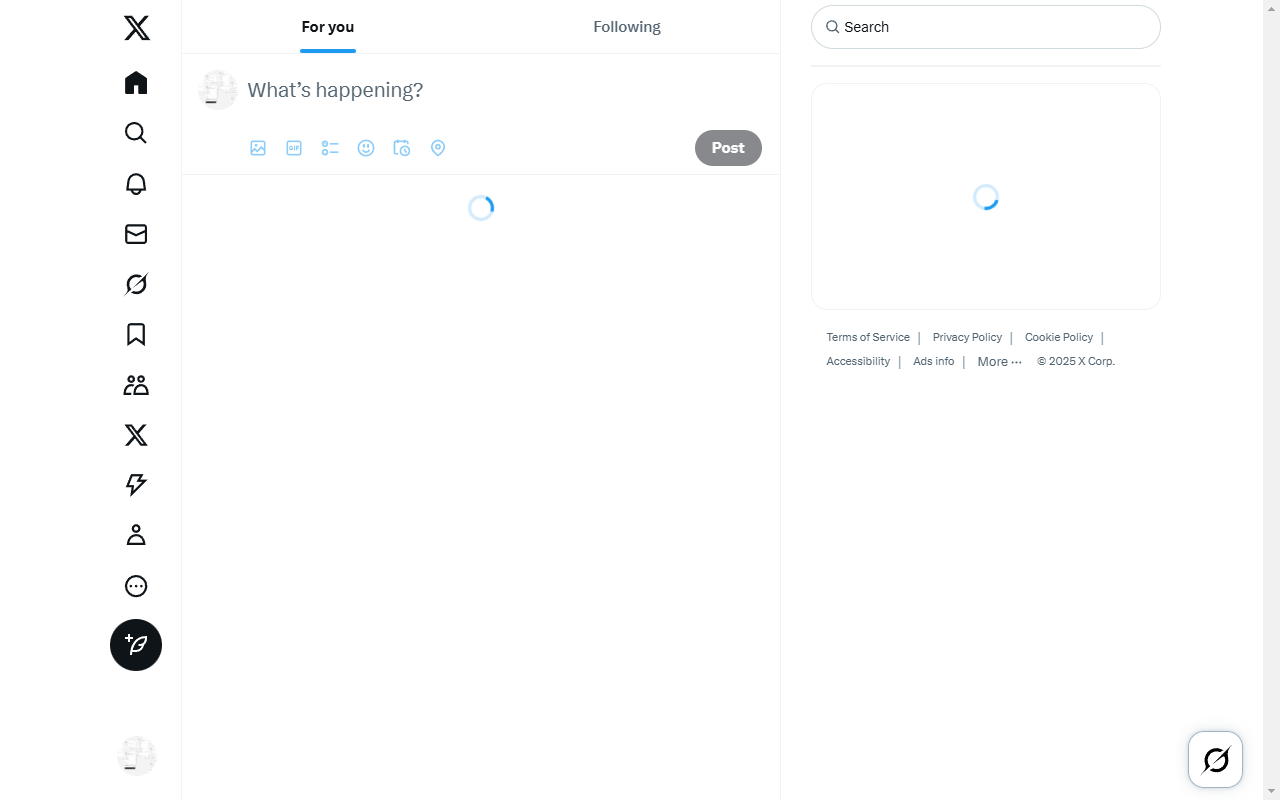 For you
Following
Search
What's happening?
GIF
Post
Terms of Service | Privacy Policy | Cookie Policy |
Accessibility | Ads info | More ··· © 2025 X Corp.